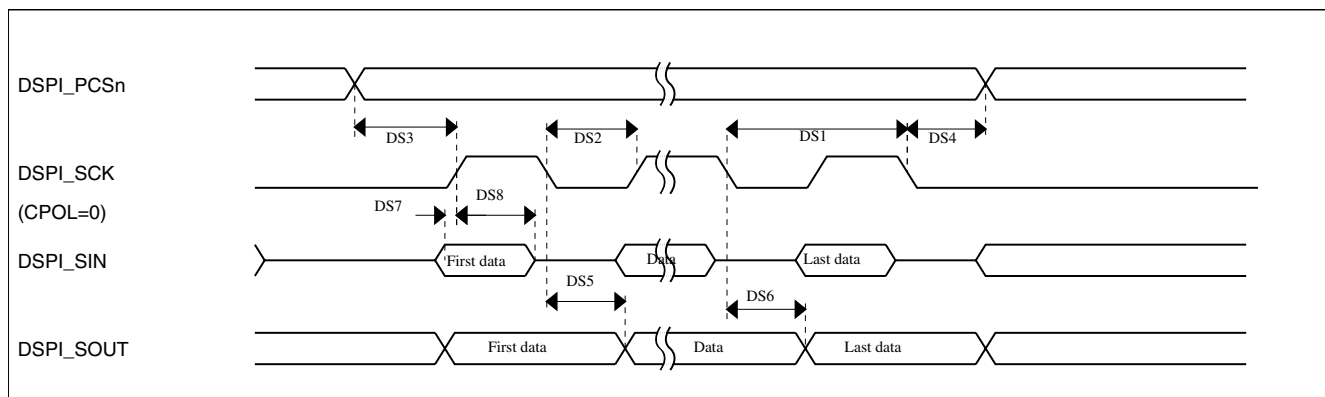 DSPI_PCSn
DS3
DS2
DS1
DS4
DSPI_SCK
(CPOL=0)
DS7
DS8
DSPI_SIN
First data
Data
Last data
DS5
DS6
DSPI_SOUT
First data
Data
Last data